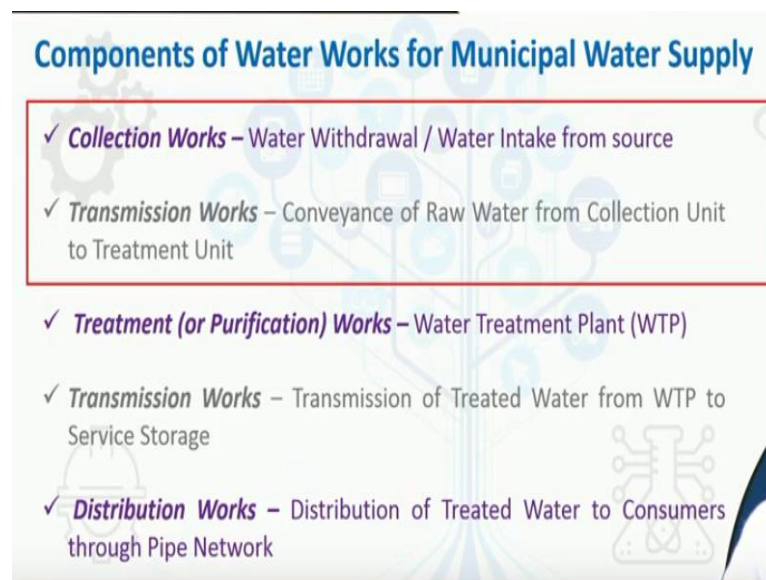 Components of Water Works for Municipal Water Supply
✓ Collection Works – Water Withdrawal / Water Intake from source
✓ Transmission Works – Conveyance of Raw Water from Collection Unit
to Treatment Unit
✓ Treatment (or Purification) Works – Water Treatment Plant (WTP)
✓ Transmission Works – Transmission of Treated Water from WTP to
Service Storage
✓ Distribution Works – Distribution of Treated Water to Consumers
through Pipe Network